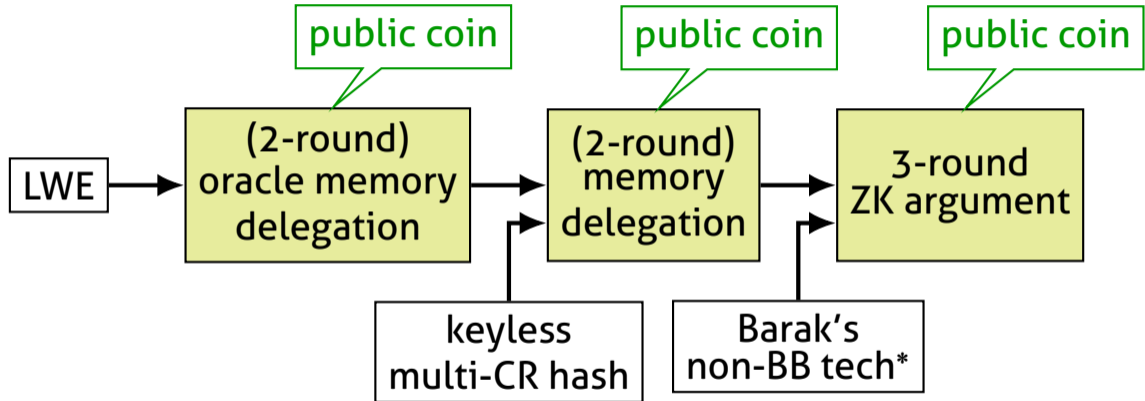 public coin
public coin
public coin
LWE
(2-round)
oracle memory
delegation
(2-round)
memory
delegation
3-round
ZK argument
keyless
multi-CR hash
Barak's
non-BB tech*